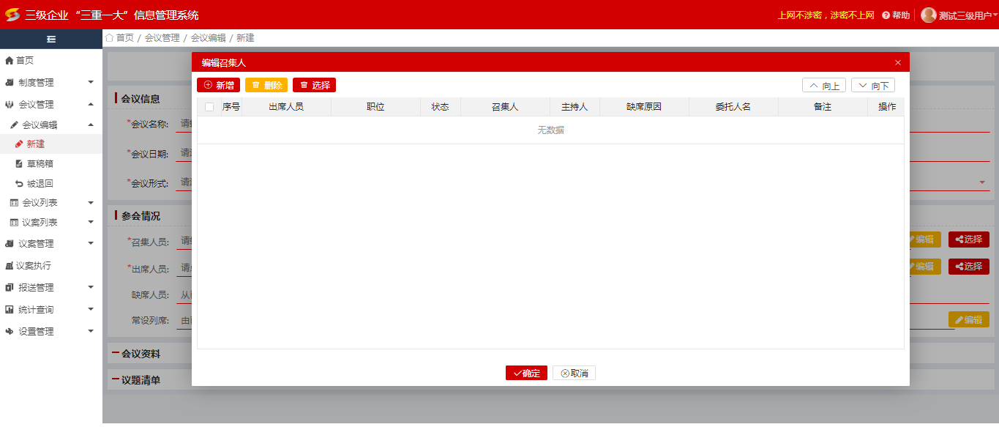 三级企业“三重一大”信息管理系统
上网不涉密，涉密不上网 帮助 测试三级用户
首页 / 会议管理 / 会议编辑 / 新建
首页
制度管理
会议管理
会议编辑
新建
草稿箱
被退回
会议列表
议案列表
议案管理
议案执行
报送管理
统计查询
设置管理
会议信息
*会议名称:
*会议日期: 请
*会议形式: 请
参会情况
*召集人员: 请
编辑 选择
*出席人员: 请
编辑 选择
缺席人员: 从
常设列席: 由
编辑
会议资料
议题清单
编辑召集人
新增 删除 选择 向上 向下
序号 出席人员 职位 状态 召集人 主持人 缺席原因 委托人名 备注 操作
无数据
确定 取消